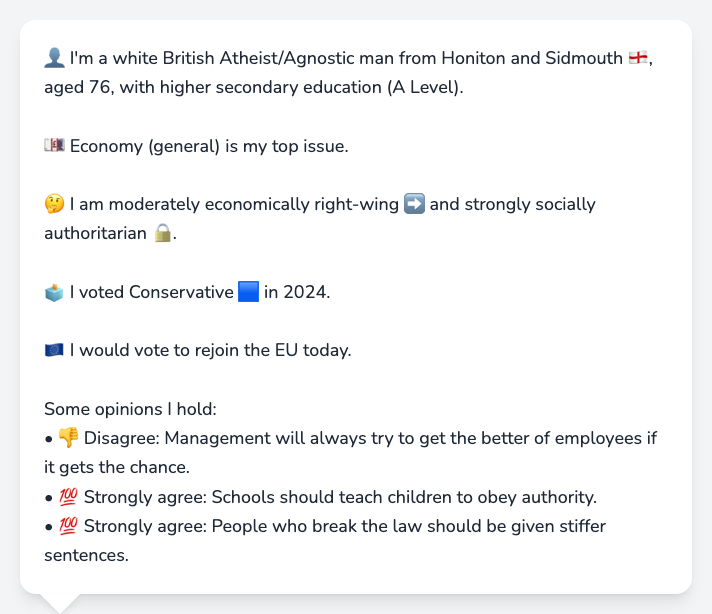 👤 I'm a white British Atheist/Agnostic man from Honiton and Sidmouth 🏴󠁧󠁢󠁥󠁮󠁧󠁿,
aged 76, with higher secondary education (A Level).
💷 Economy (general) is my top issue.
🤔 I am moderately economically right-wing ➡️ and strongly socially
authoritarian 🔒.
🗳️ I voted Conservative 🟦 in 2024.
🇪🇺 I would vote to rejoin the EU today.
Some opinions I hold:
• 👎 Disagree: Management will always try to get the better of employees if
it gets the chance.
• 💯 Strongly agree: Schools should teach children to obey authority.
• 💯 Strongly agree: People who break the law should be given stiffer
sentences.